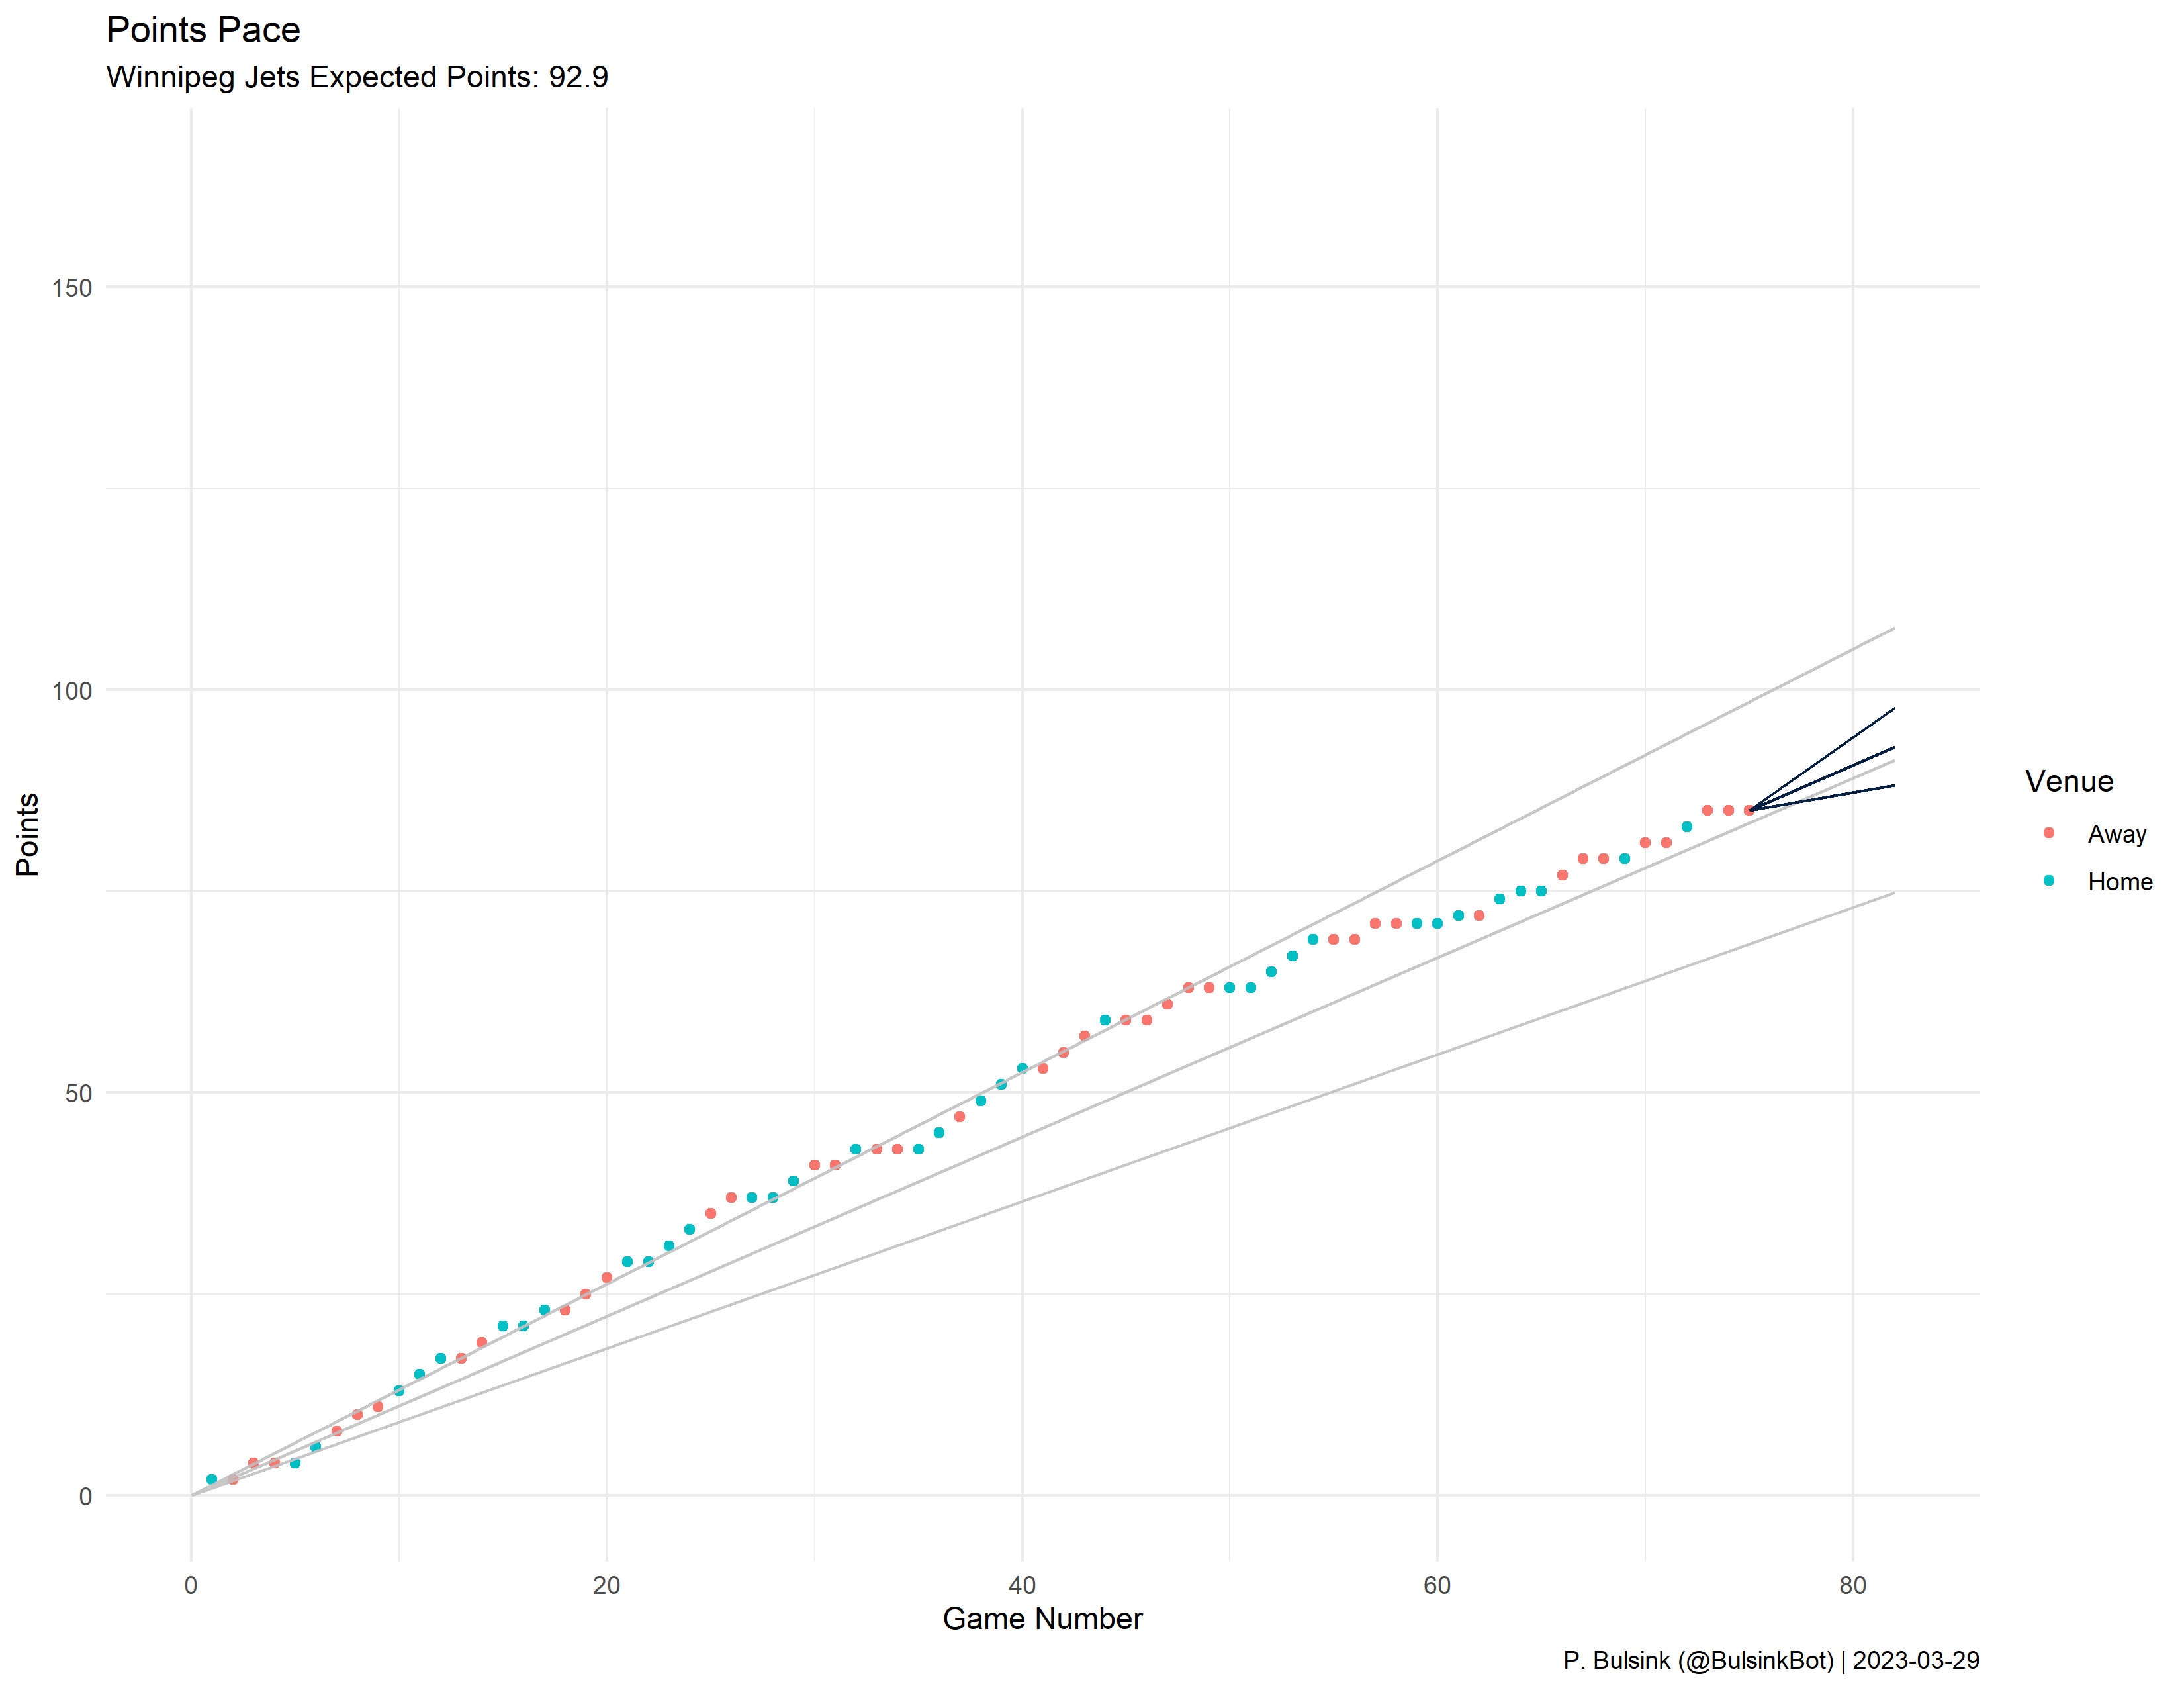 Points Pace
Winnipeg Jets Expected Points: 92.9
150
100
50
0
Points
0
20
40
60
80
Game Number
Venue
Away
Home
P. Bulsink (@BulsinkBot) | 2023-03-29